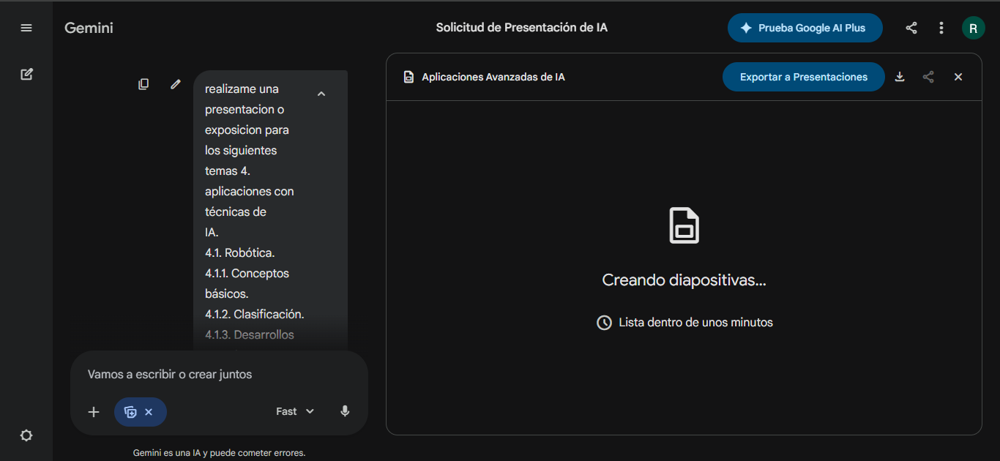 Gemini
Solicitud de Presentación de IA
Prueba Google AI Plus
R
realizame una
presentacion o
exposicion para
los siguientes
temas 4.
aplicaciones con
técnicas de
IA.
4.1. Robótica.
4.1.1. Conceptos
básicos.
4.1.2. Clasificación.
4.1.3. Desarrollos
Vamos a escribir o crear juntos
Fast
Gemini es una IA y puede cometer errores.
Aplicaciones Avanzadas de IA
Exportar a Presentaciones
Creando diapositivas...
Lista dentro de unos minutos